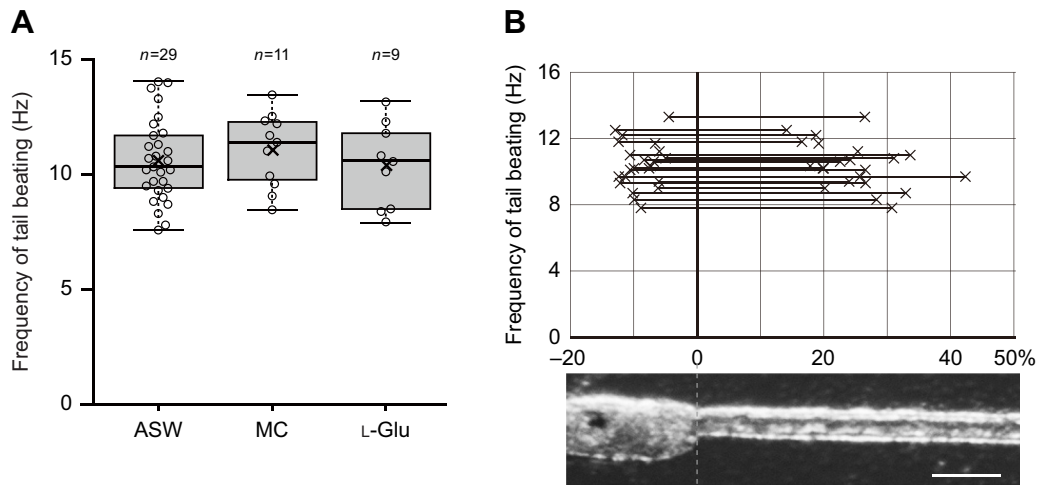 A
Frequency of tail beating (Hz)
15
10
5
0
n=29
n=11
n=9
ASW
MC
L-Glu
B
Frequency of tail beating (Hz)
16
12
8
4
0
–20
0
20
40
50%